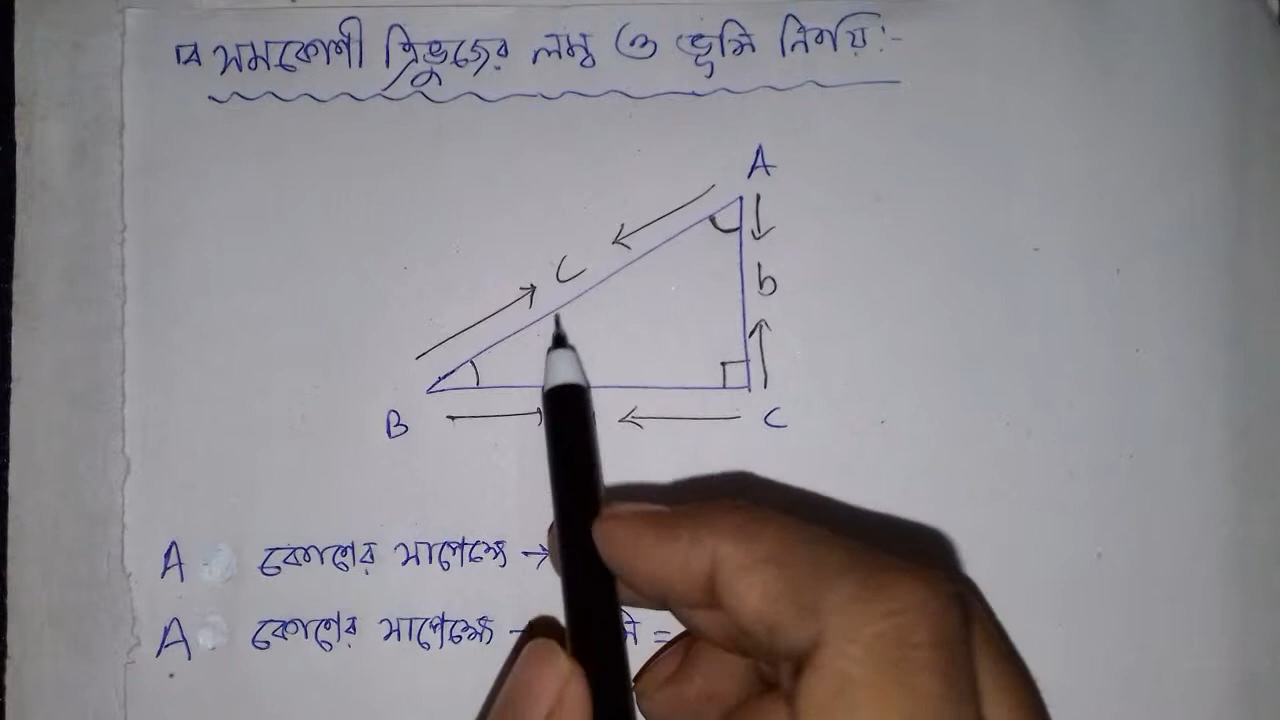 সমকোণী ত্রিভুজের লম্ব ও ভূমি নির্ণয়:-
A
C
b
B
C
A কোণের সাপেক্ষে →
A কোণের সাপেক্ষে → =